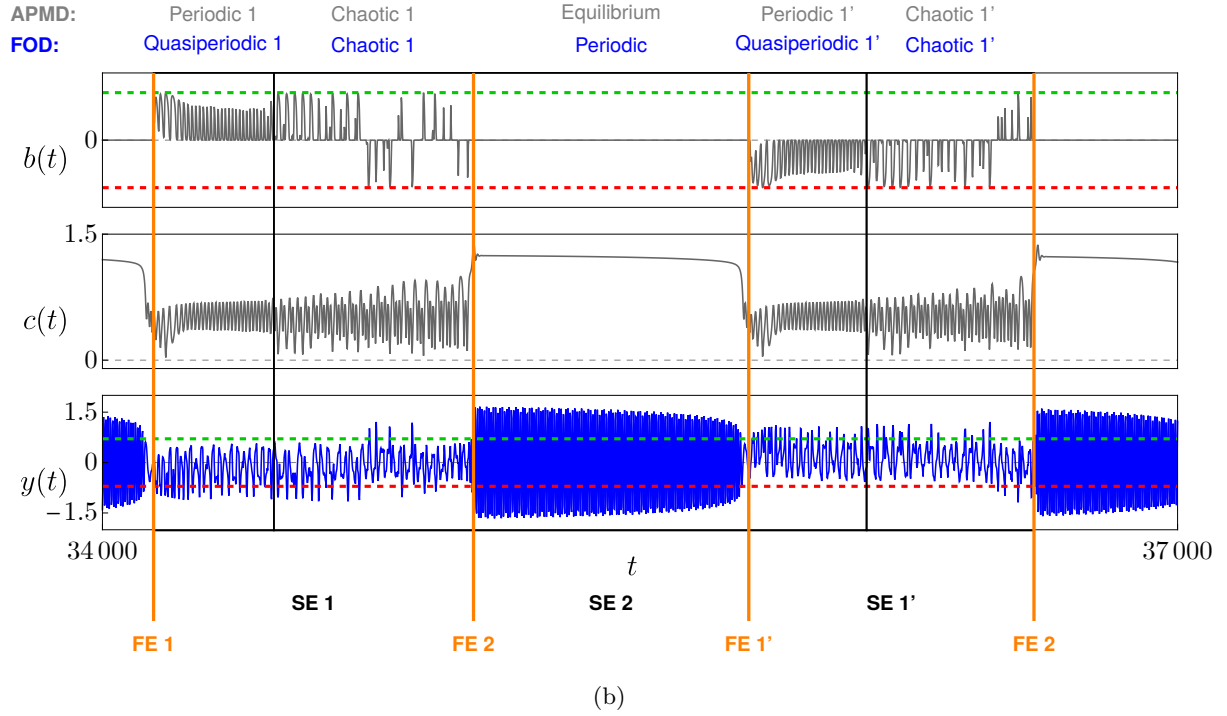 APMD: Periodic 1 Chaotic 1 Equilibrium Periodic 1' Chaotic 1'
FOD: Quasiperiodic 1 Chaotic 1 Periodic Quasiperiodic 1' Chaotic 1'
0
b(t)
1.5
c(t)
0
1.5
0
y(t)
−1.5
34 000 t 37 000
SE 1 SE 2 SE 1'
FE 1 FE 2 FE 1' FE 2
(b)